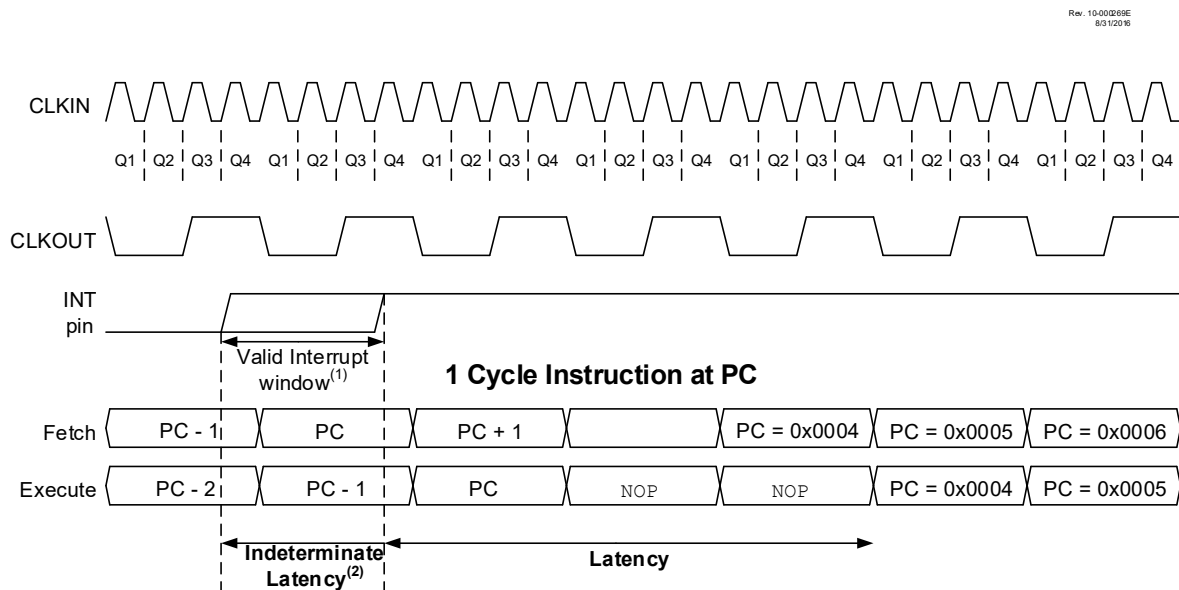 Rev. 10-000269E
8/31/2016
CLKIN
Q1 Q2 Q3 Q4 Q1 Q2 Q3 Q4 Q1 Q2 Q3 Q4 Q1 Q2 Q3 Q4 Q1 Q2 Q3 Q4 Q1 Q2 Q3 Q4 Q1 Q2 Q3 Q4
CLKOUT
INT
pin
Valid Interrupt
window(1)
1 Cycle Instruction at PC
Fetch PC - 1 PC PC + 1 PC = 0x0004 PC = 0x0005 PC = 0x0006
Execute PC - 2 PC - 1 PC NOP NOP PC = 0x0004 PC = 0x0005
Indeterminate
Latency(2)
Latency